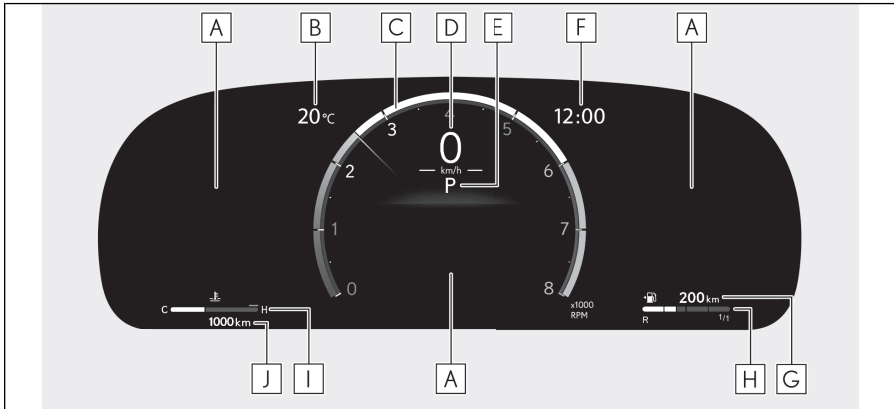 A B C D E F A
20°C 12:00
0 1 2 3 4 5 6 7 8
0
km/h
P
x1000
RPM
C H
1000 km
200 km
R 1/1
J I A H G